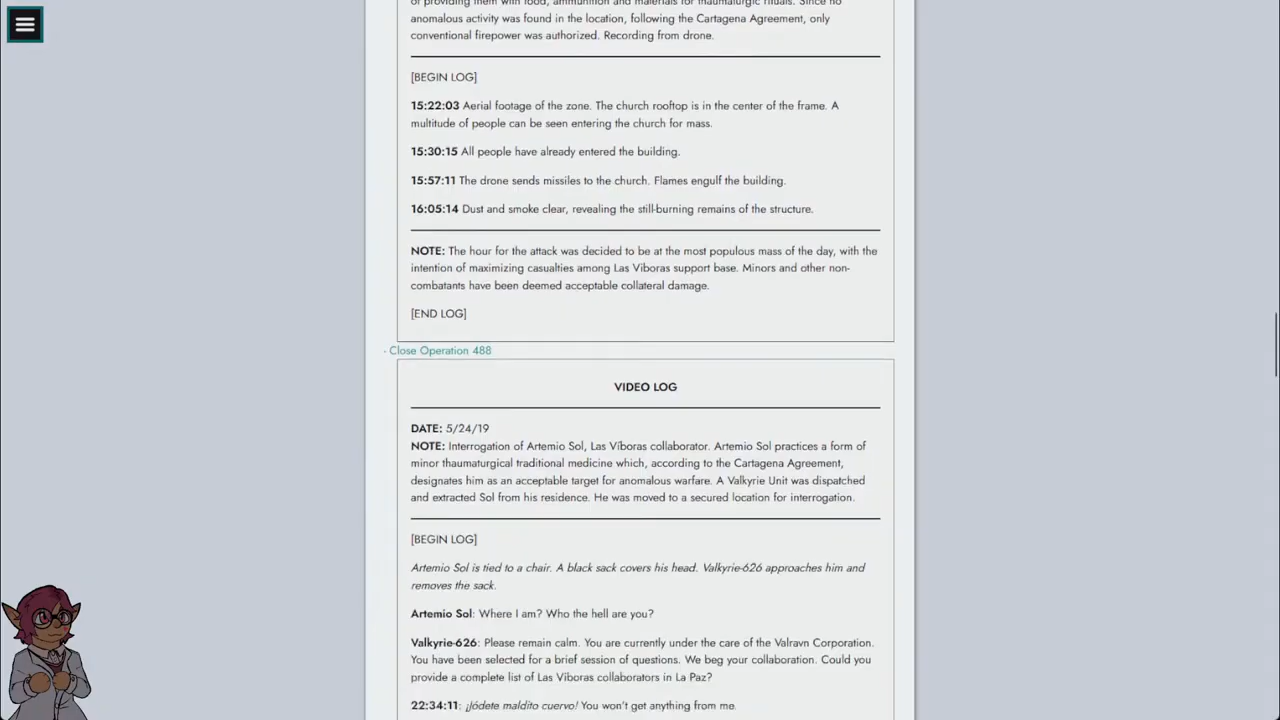 of providing them with food, ammunition and materials for thaumaturgic rituals. Since no
anomalous activity was found in the location, following the Cartagena Agreement, only
conventional firepower was authorized. Recording from drone.
[BEGIN LOG]
15:22:03 Aerial footage of the zone. The church rooftop is in the center of the frame. A
multitude of people can be seen entering the church for mass.
15:30:15 All people have already entered the building.
15:57:11 The drone sends missiles to the church. Flames engulf the building.
16:05:14 Dust and smoke clear, revealing the still-burning remains of the structure.
NOTE: The hour for the attack was decided to be at the most populous mass of the day, with the
intention of maximizing casualties among Las Viboras support base. Minors and other non-
combatants have been deemed acceptable collateral damage.
[END LOG]
- Close Operation 488
VIDEO LOG
DATE: 5/24/19
NOTE: Interrogation of Artemio Sol, Las Víboras collaborator. Artemio Sol practices a form of
minor thaumaturgical traditional medicine which, according to the Cartagena Agreement,
designates him as an acceptable target for anomalous warfare. A Valkyrie Unit was dispatched
and extracted Sol from his residence. He was moved to a secured location for interrogation.
[BEGIN LOG]
Artemio Sol is tied to a chair. A black sack covers his head. Valkyrie-626 approaches him and
removes the sack.
Artemio Sol: Where I am? Who the hell are you?
Valkyrie-626: Please remain calm. You are currently under the care of the Valravn Corporation.
You have been selected for a brief session of questions. We beg your collaboration. Could you
provide a complete list of Las Viboras collaborators in La Paz?
22:34:11: ¡Jódete maldito cuervo! You won't get anything from me.